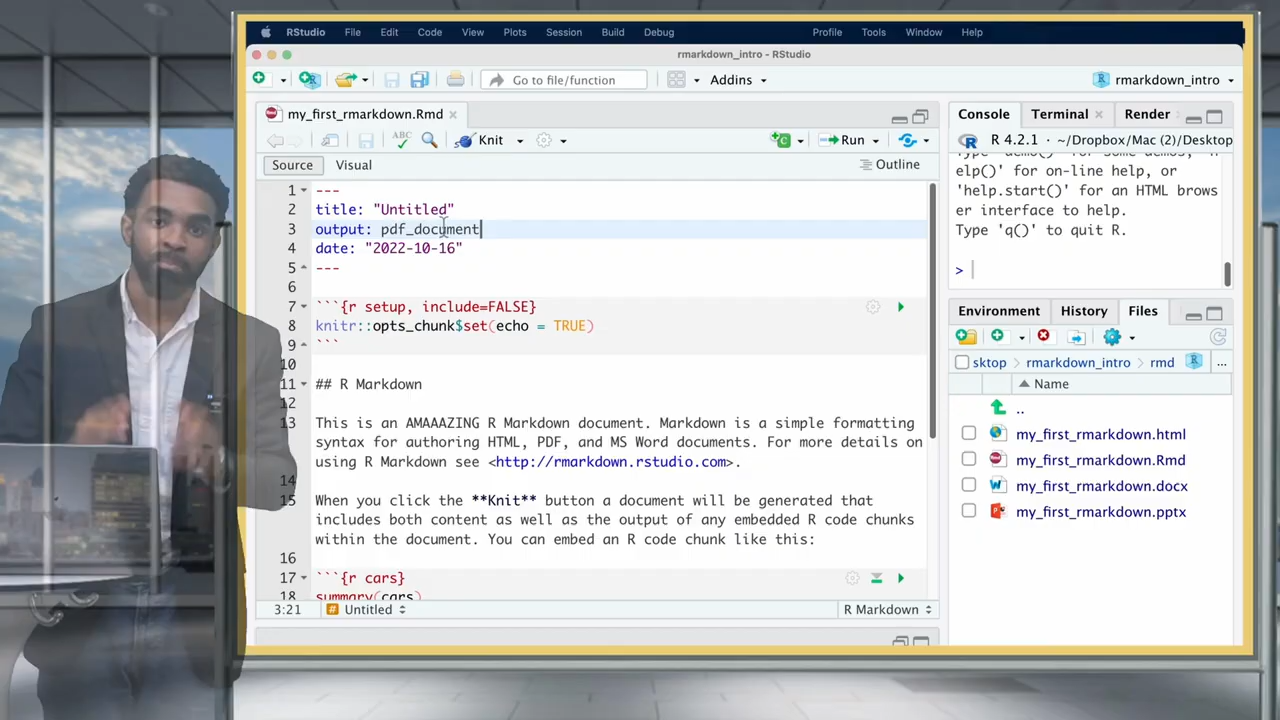 RStudio File Edit Code View Plots Session Build Debug Profile Tools Window Help
rmarkdown_intro - RStudio
Go to file/function Addins rmarkdown_intro
my_first_rmarkdown.Rmd
ABC Knit Run
Source Visual Outline
1 ---
2 title: "Untitled"
3 output: pdf_document
4 date: "2022-10-16"
5 ---
6
7 ```{r setup, include=FALSE}
8 knitr::opts_chunk$set(echo = TRUE)
9 ```
10
11 ## R Markdown
12
13 This is an AMAAAZING R Markdown document. Markdown is a simple formatting
syntax for authoring HTML, PDF, and MS Word documents. For more details on
using R Markdown see <http://rmarkdown.rstudio.com>.
14
15 When you click the **Knit** button a document will be generated that
includes both content as well as the output of any embedded R code chunks
within the document. You can embed an R code chunk like this:
16
17 ```{r cars}
18 summary(cars)
3:21 # Untitled R Markdown
Console Terminal Render
R 4.2.1 · ~/Dropbox/Mac (2)/Desktop
Type 'demo()' for some demos, 'h
elp()' for on-line help, or
'help.start()' for an HTML brows
er interface to help.
Type 'q()' to quit R.
>
Environment History Files
sktop rmarkdown_intro rmd ...
Name
..
my_first_rmarkdown.html
my_first_rmarkdown.Rmd
my_first_rmarkdown.docx
my_first_rmarkdown.pptx